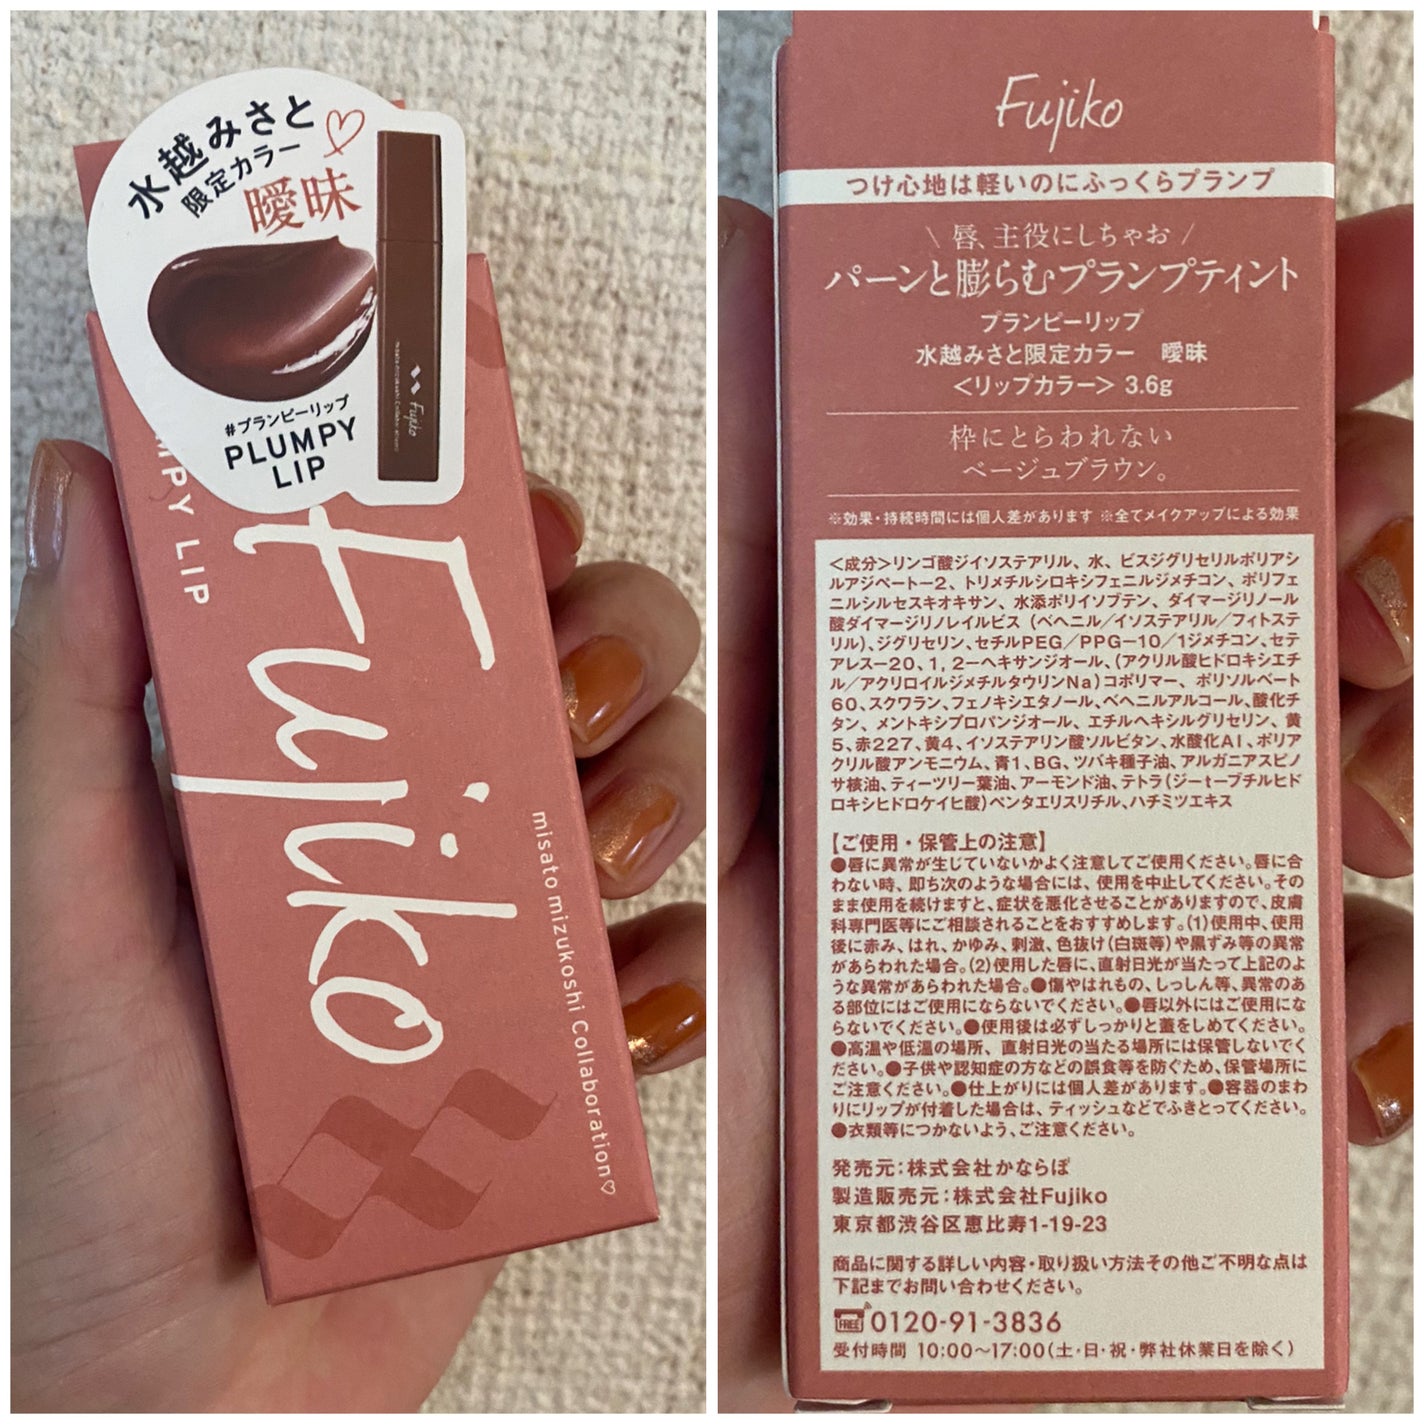 水越みさと
限定カラー
曖昧
#プランピーリップ
PLUMPY
LIP
misato mizukoshi Collaboration
Fujiko
MPY LIP
Fujiko
misato mizukoshi Collaboration♡
Fujiko
つけ心地は軽いのにふっくらプランプ
\ 唇、主役にしちゃお /
パーンと膨らむプランプティント
プランピーリップ
水越みさと限定カラー 曖昧
<リップカラー> 3.6g
枠にとらわれない
ベージュブラウン。
※効果・持続時間には個人差があります ※全てメイクアップによる効果
<成分>リンゴ酸ジイソステアリル、水、ビスジグリセリルポリアシ
ルアジペート-2、トリメチルシロキシフェニルジメチコン、ポリフェ
ニルシルセスキオキサン、水添ポリイソブテン、ダイマージリノール
酸ダイマージリノレイルビス(ベヘニル/イソステアリル/フィトステ
リル)、ジグリセリン、セチルPEG/PPG-10/1ジメチコン、セテ
アレス-20、1,2-ヘキサンジオール、(アクリル酸ヒドロキシエチ
ル/アクリロイルジメチルタウリンNa)コポリマー、ポリソルベート
60、スクワラン、フェノキシエタノール、ベヘニルアルコール、酸化チ
タン、メントキシプロパンジオール、エチルヘキシルグリセリン、黄
5、赤227、黄4、イソステアリン酸ソルビタン、水酸化Al、ポリア
クリル酸アンモニウム、青1、BG、ツバキ種子油、アルガニアスピノ
サ核油、ティーツリー葉油、アーモンド油、テトラ(ジーtーブチルヒド
ロキシヒドロケイヒ酸)ペンタエリスリチル、ハチミツエキス
【ご使用・保管上の注意】
●唇に異常が生じていないかよく注意してご使用ください。唇に合
わない時、即ち次のような場合には、使用を中止してください。その
まま使用を続けますと、症状を悪化させることがありますので、皮膚
科専門医等にご相談されることをおすすめします。(1)使用中、使用
後に赤み、はれ、かゆみ、刺激、色抜け(白斑等)や黒ずみ等の異常
があらわれた場合。(2)使用した唇に、直射日光が当たって上記のよ
うな異常があらわれた場合。●傷やはれもの、しっしん等、異常のあ
る部位にはご使用にならないでください。●唇以外にはご使用にな
らないでください。●使用後は必ずしっかりと蓋をしめてください。
●高温や低温の場所、直射日光の当たる場所には保管しないでく
ださい。●子供や認知症の方などの誤食等を防ぐため、保管場所に
ご注意ください。●仕上がりには個人差があります。●容器のまわ
りにリップが付着した場合は、ティッシュなどでふきとってください。
●衣類等につかないよう、ご注意ください。
発売元:株式会社かならぼ
製造販売元:株式会社Fujiko
東京都渋谷区恵比寿1-19-23
商品に関する詳しい内容・取り扱い方法その他ご不明な点は
下記までお問い合わせください。
FREE 0120-91-3836
受付時間 10:00〜17:00(土・日・祝・弊社休業日を除く)